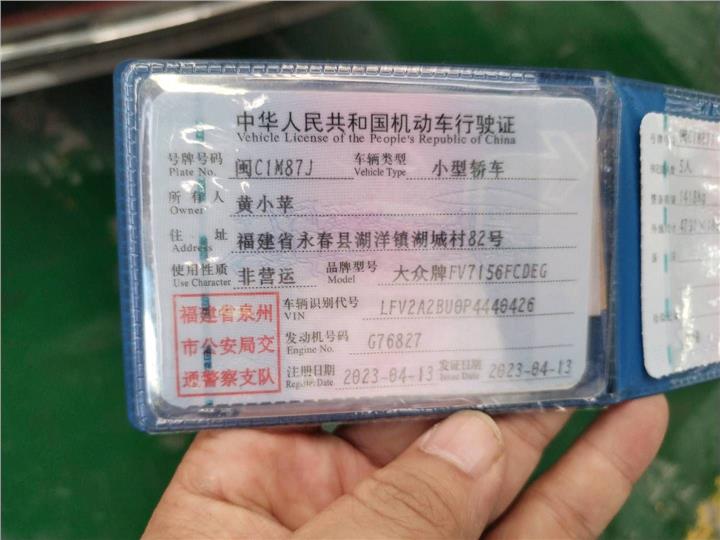 中华人民共和国机动车行驶证
Vehicle License of the People's Republic of China
号牌号码 闽C1M87J 车辆类型 小型轿车
Plate No. Vehicle Type
所有人 黄小苹
Owner
住址 福建省永春县湖洋镇湖城村82号
Address
使用性质 非营运 品牌型号 大众牌FV7156FCDEG
Use Character Model
福建省泉州
市公安局交
通警察支队
车辆识别代号 LFV2A2BU0P4440426
VIN
发动机号码 G76827
Engine No.
注册日期 2023-04-13 发证日期 2023-04-13
Register Date Issue Date
5人